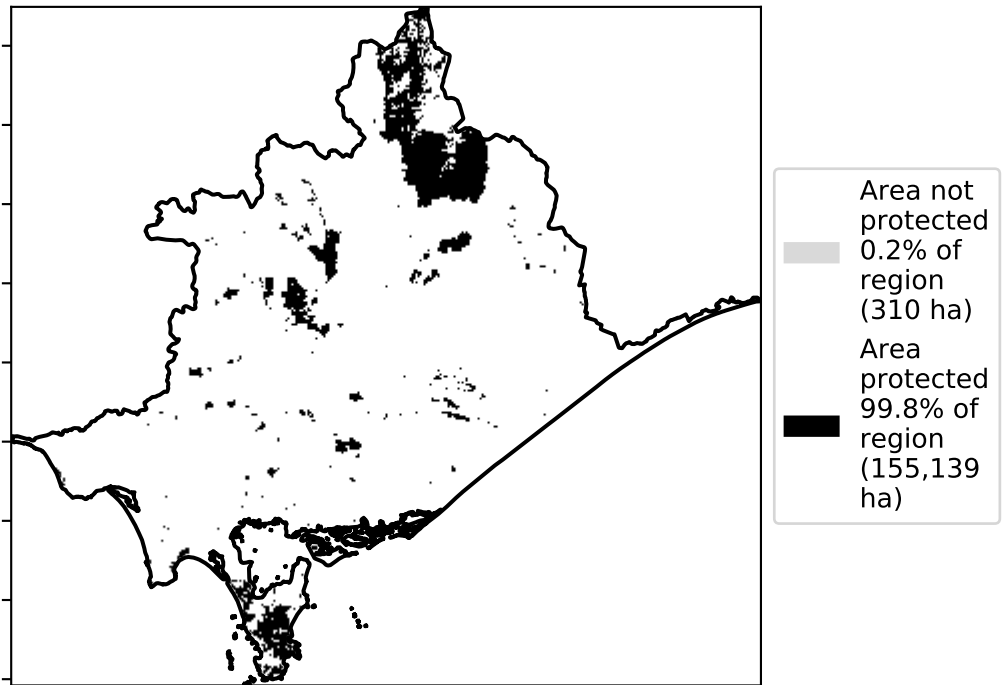 Area not
protected
0.2% of
region
(310 ha)
Area
protected
99.8% of
region
(155,139
ha)